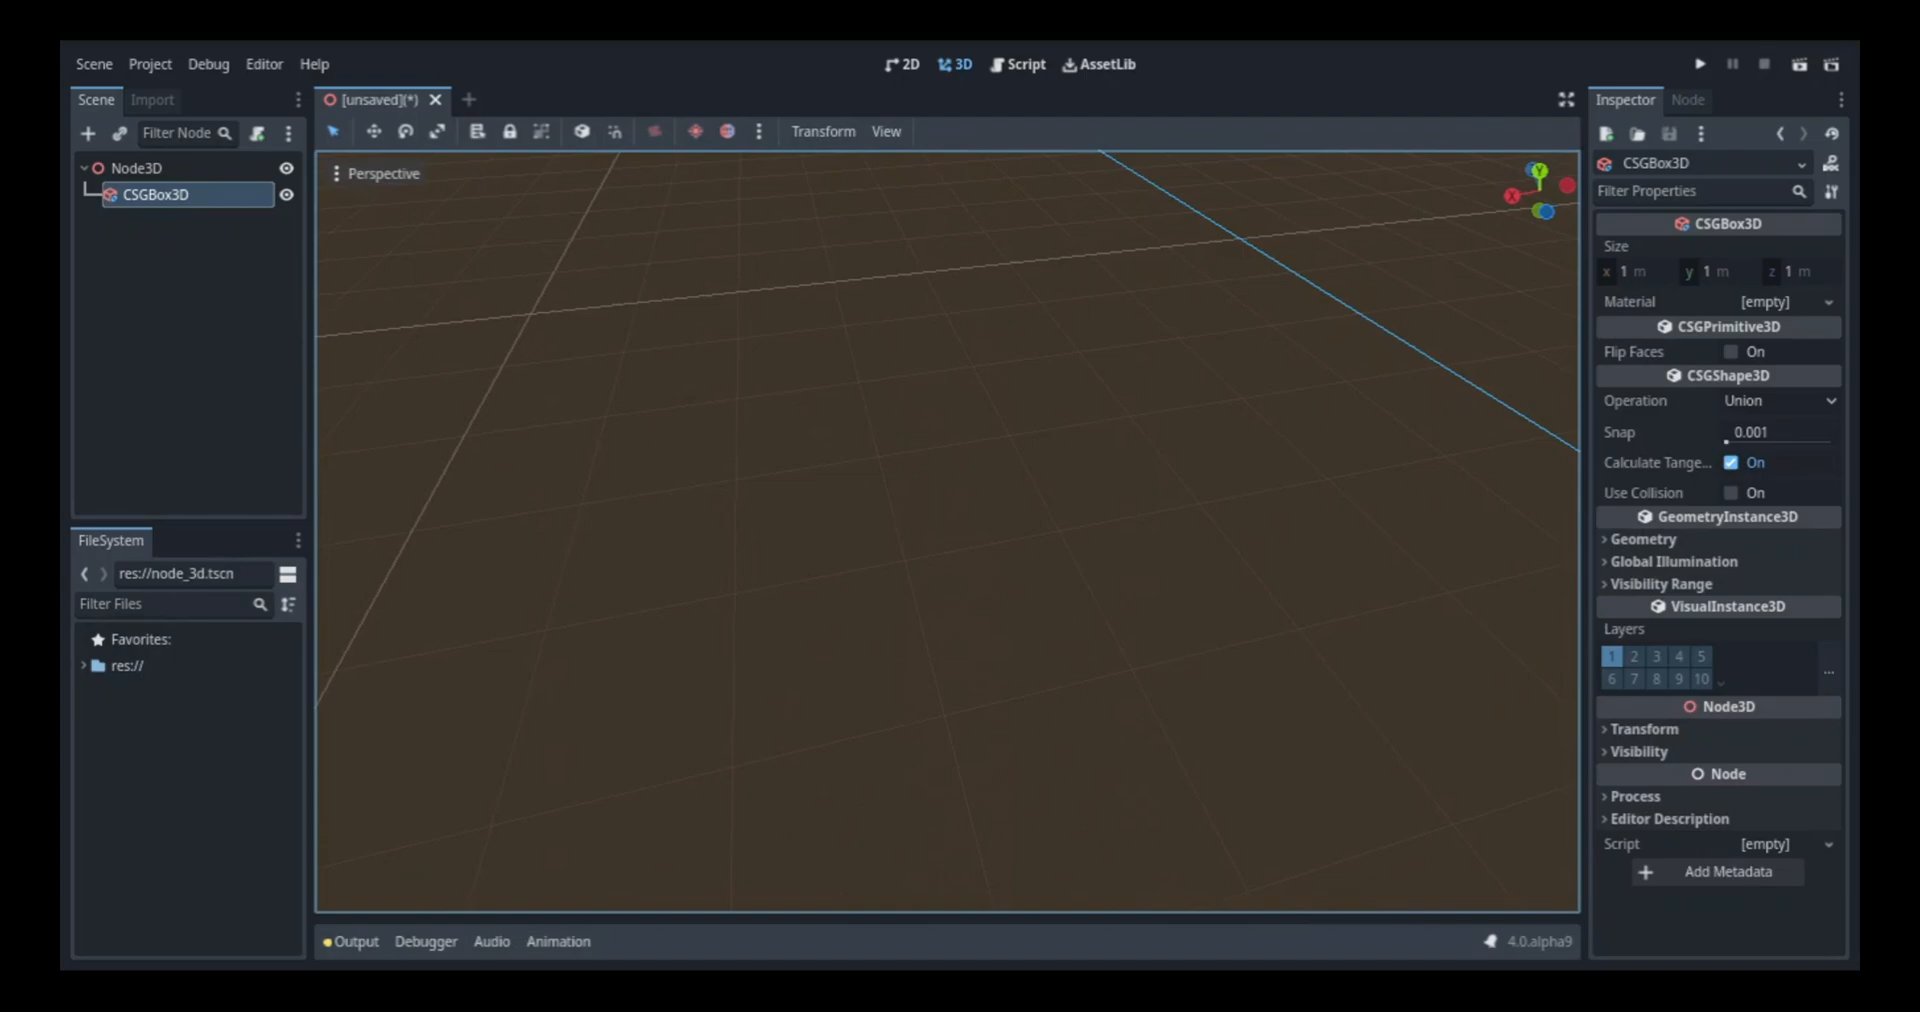 Scene Project Debug Editor Help
2D 3D Script AssetLib
Scene Import
Filter Node
Node3D
CSGBox3D
FileSystem
res://node_3d.tscn
Filter Files
Favorites:
res://
[unsaved](*)
Transform View
Perspective
Y
X
Output Debugger Audio Animation
4.0.alpha9
Inspector Node
CSGBox3D
Filter Properties
CSGBox3D
Size
x 1 m y 1 m z 1 m
Material [empty]
CSGPrimitive3D
Flip Faces On
CSGShape3D
Operation Union
Snap 0.001
Calculate Tange... On
Use Collision On
GeometryInstance3D
Geometry
Global Illumination
Visibility Range
VisualInstance3D
Layers
1 2 3 4 5
6 7 8 9 10
...
Node3D
Transform
Visibility
Node
Process
Editor Description
Script [empty]
Add Metadata